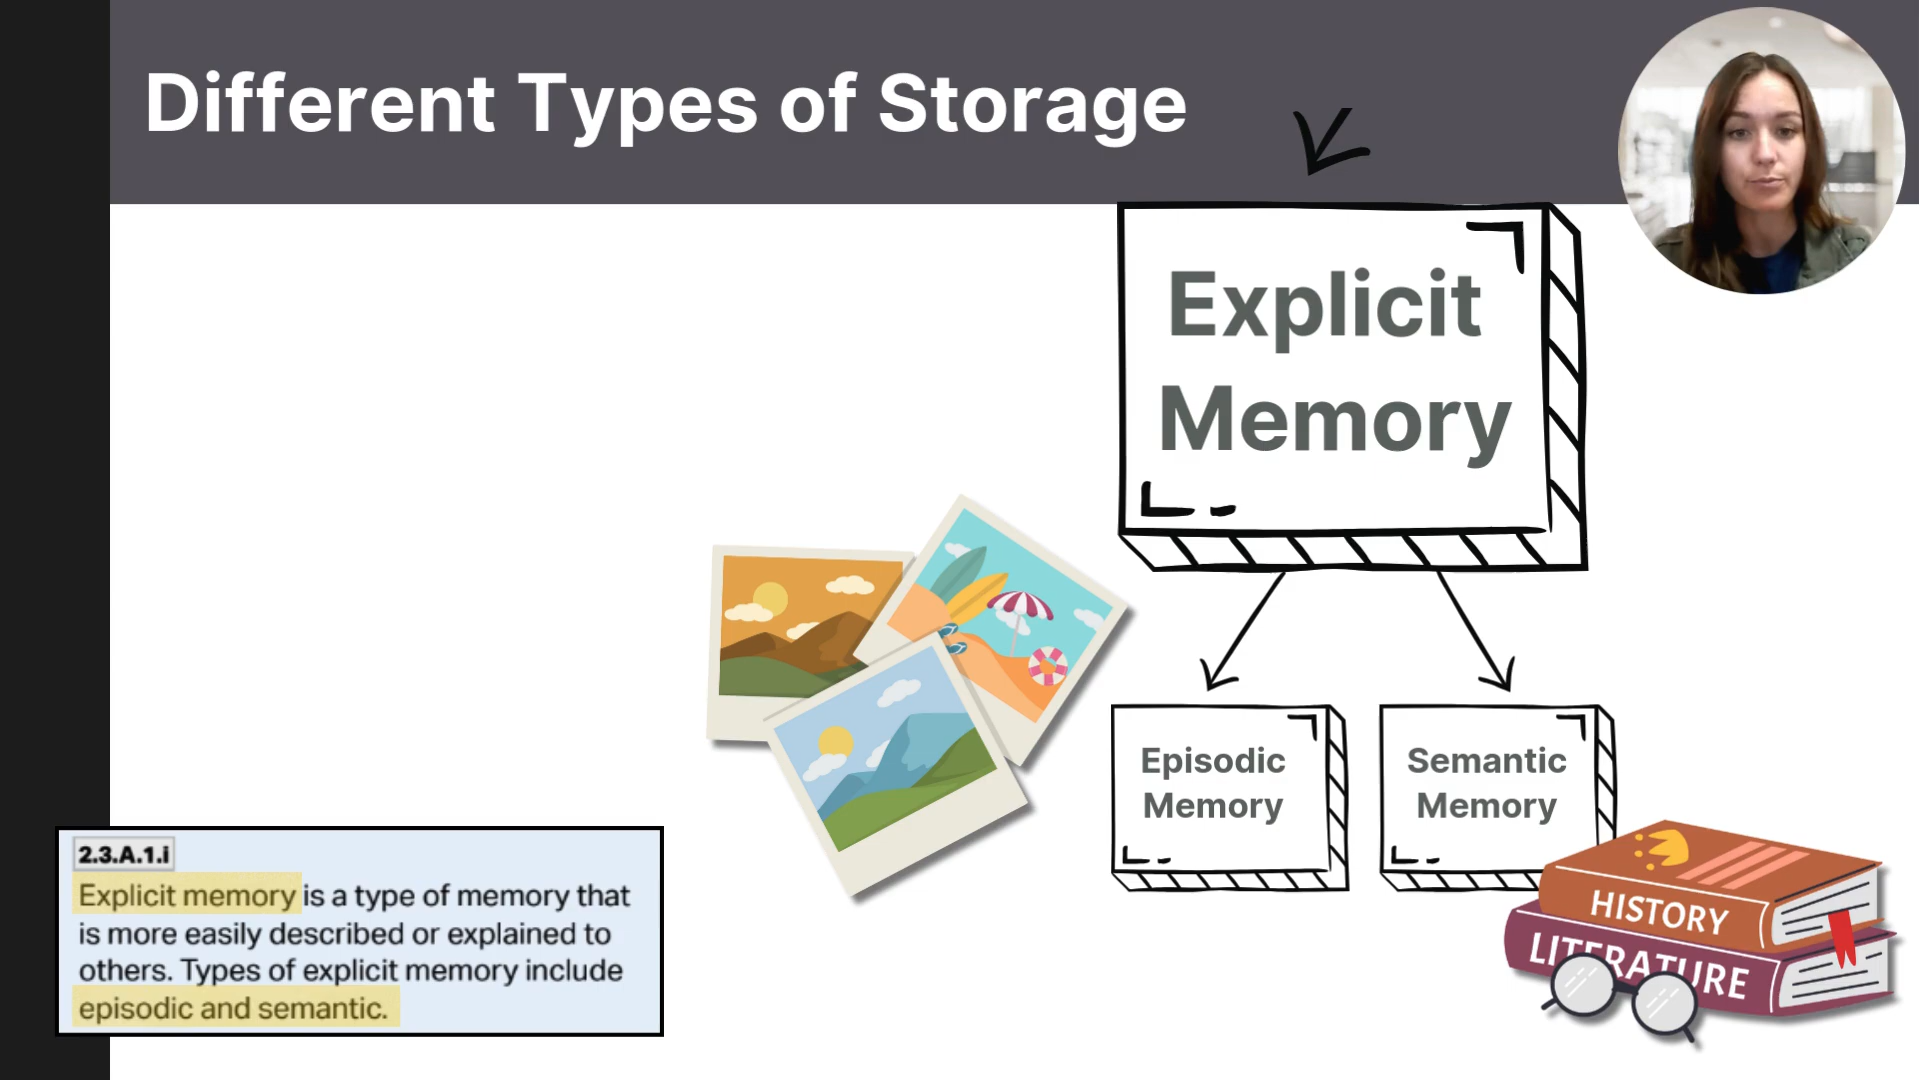 Different Types of Storage
Explicit
Memory
Episodic
Memory
Semantic
Memory
HISTORY
LITERATURE
2.3.A.1.i
Explicit memory is a type of memory that
is more easily described or explained to
others. Types of explicit memory include
episodic and semantic.